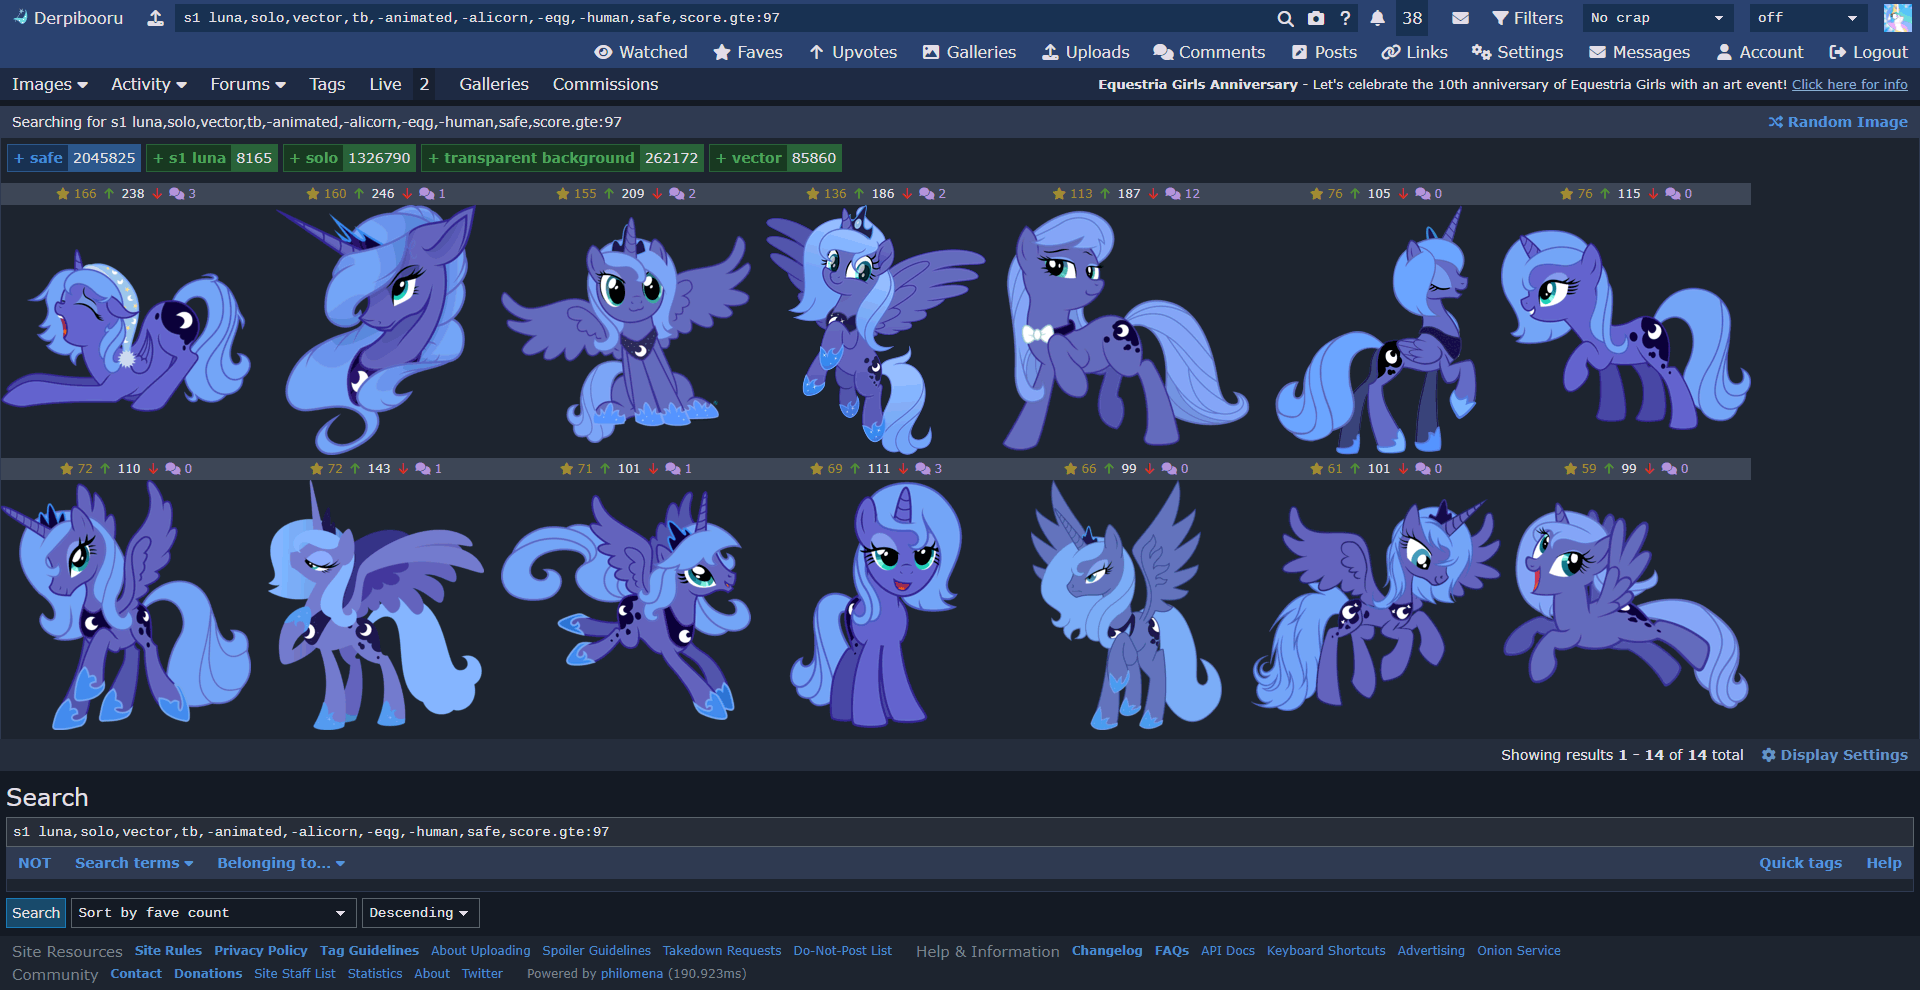 Derpibooru s1 luna,solo,vector,tb,-animated,-alicorn,-eqg,-human,safe,score.gte:97 ? 38 Filters No crap off
Watched Faves Upvotes Galleries Uploads Comments Posts Links Settings Messages Account Logout
Images Activity Forums Tags Live 2 Galleries Commissions Equestria Girls Anniversary - Let's celebrate the 10th anniversary of Equestria Girls with an art event! Click here for info
Searching for s1 luna,solo,vector,tb,-animated,-alicorn,-eqg,-human,safe,score.gte:97 Random Image
+ safe 2045825 + s1 luna 8165 + solo 1326790 + transparent background 262172 + vector 85860
166 238 3 160 246 1 155 209 2 136 186 2 113 187 12 76 105 0 76 115 0
72 110 0 72 143 1 71 101 1 69 111 3 66 99 0 61 101 0 59 99 0
Showing results 1 - 14 of 14 total Display Settings
Search
s1 luna,solo,vector,tb,-animated,-alicorn,-eqg,-human,safe,score.gte:97
NOT Search terms Belonging to... Quick tags Help
Search Sort by fave count Descending
Site Resources Site Rules Privacy Policy Tag Guidelines About Uploading Spoiler Guidelines Takedown Requests Do-Not-Post List Help & Information Changelog FAQs API Docs Keyboard Shortcuts Advertising Onion Service
Community Contact Donations Site Staff List Statistics About Twitter Powered by philomena (190.923ms)